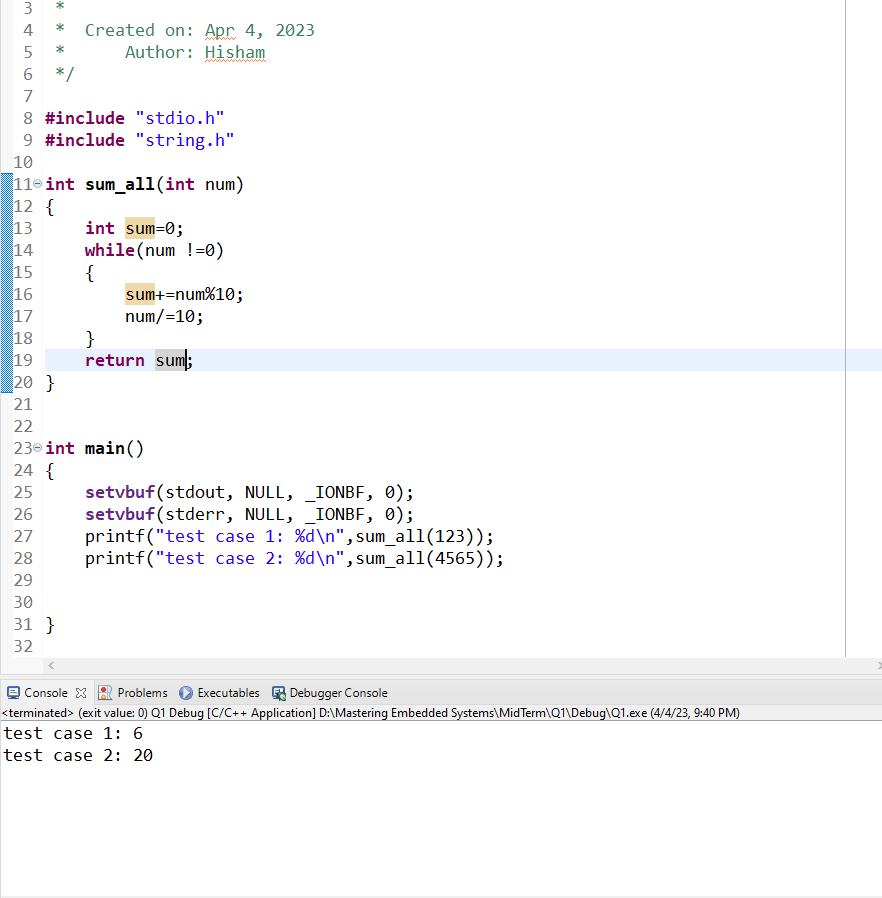 3  *
4  *  Created on: Apr 4, 2023
5  *      Author: Hisham
6  */
7
8 #include "stdio.h"
9 #include "string.h"
10
11 int sum_all(int num)
12 {
13     int sum=0;
14     while(num !=0)
15     {
16         sum+=num%10;
17         num/=10;
18     }
19     return sum;
20 }
21
22
23 int main()
24 {
25     setvbuf(stdout, NULL, _IONBF, 0);
26     setvbuf(stderr, NULL, _IONBF, 0);
27     printf("test case 1: %d\n",sum_all(123));
28     printf("test case 2: %d\n",sum_all(4565));
29
30
31 }
32
Console Problems Executables Debugger Console
<terminated> (exit value: 0) Q1 Debug [C/C++ Application] D:\Mastering Embedded Systems\MidTerm\Q1\Debug\Q1.exe (4/4/23, 9:40 PM)
test case 1: 6
test case 2: 20